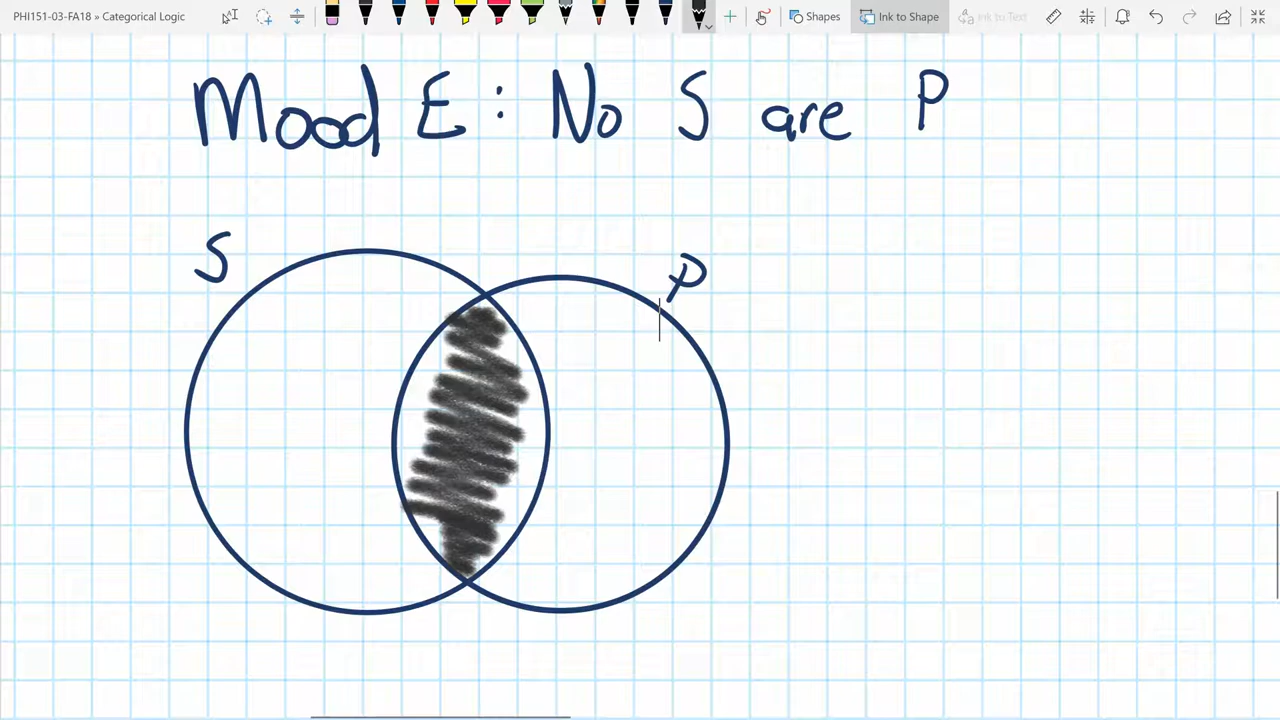 PHI151-03-FA18 » Categorical Logic
Shapes
Ink to Shape
Ink to Text
Mood E : No S are P
S
P